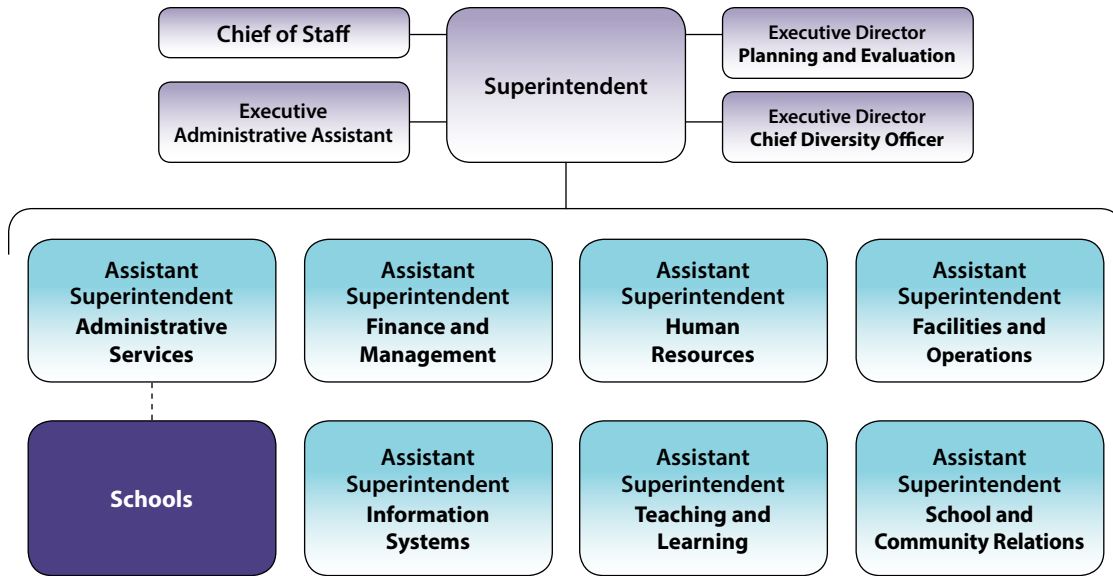 Chief of Staff
Executive
Administrative Assistant
Superintendent
Executive Director
Planning and Evaluation
Executive Director
Chief Diversity Officer
Assistant
Superintendent
Administrative
Services
Assistant
Superintendent
Finance and
Management
Assistant
Superintendent
Human
Resources
Assistant
Superintendent
Facilities and
Operations
Schools
Assistant
Superintendent
Information
Systems
Assistant
Superintendent
Teaching and
Learning
Assistant
Superintendent
School and
Community Relations